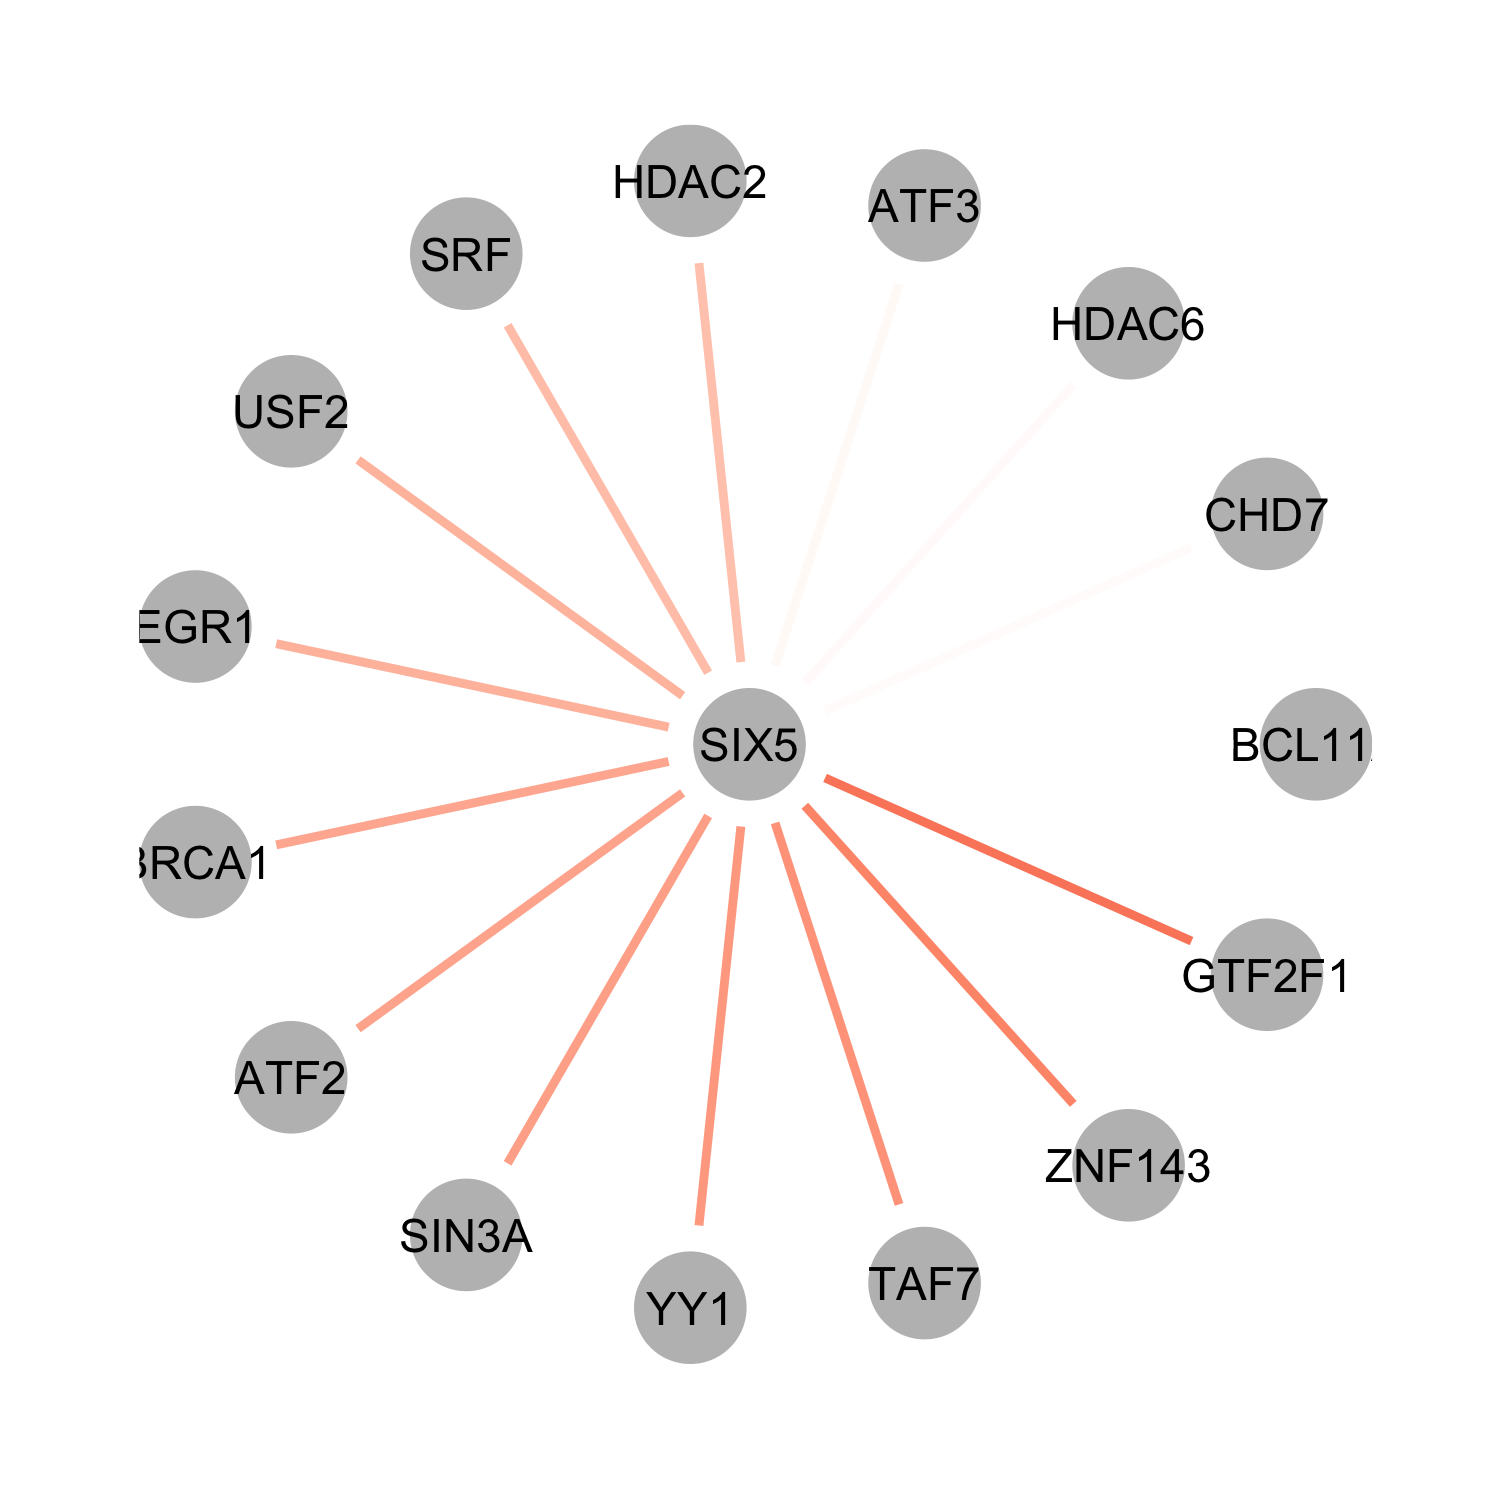 HDAC2
ATF3
SRF
HDAC6
USF2
CHD7
EGR1
SIX5
BCL11
BRCA1
GTF2F1
ATF2
ZNF143
SIN3A
TAF7
YY1